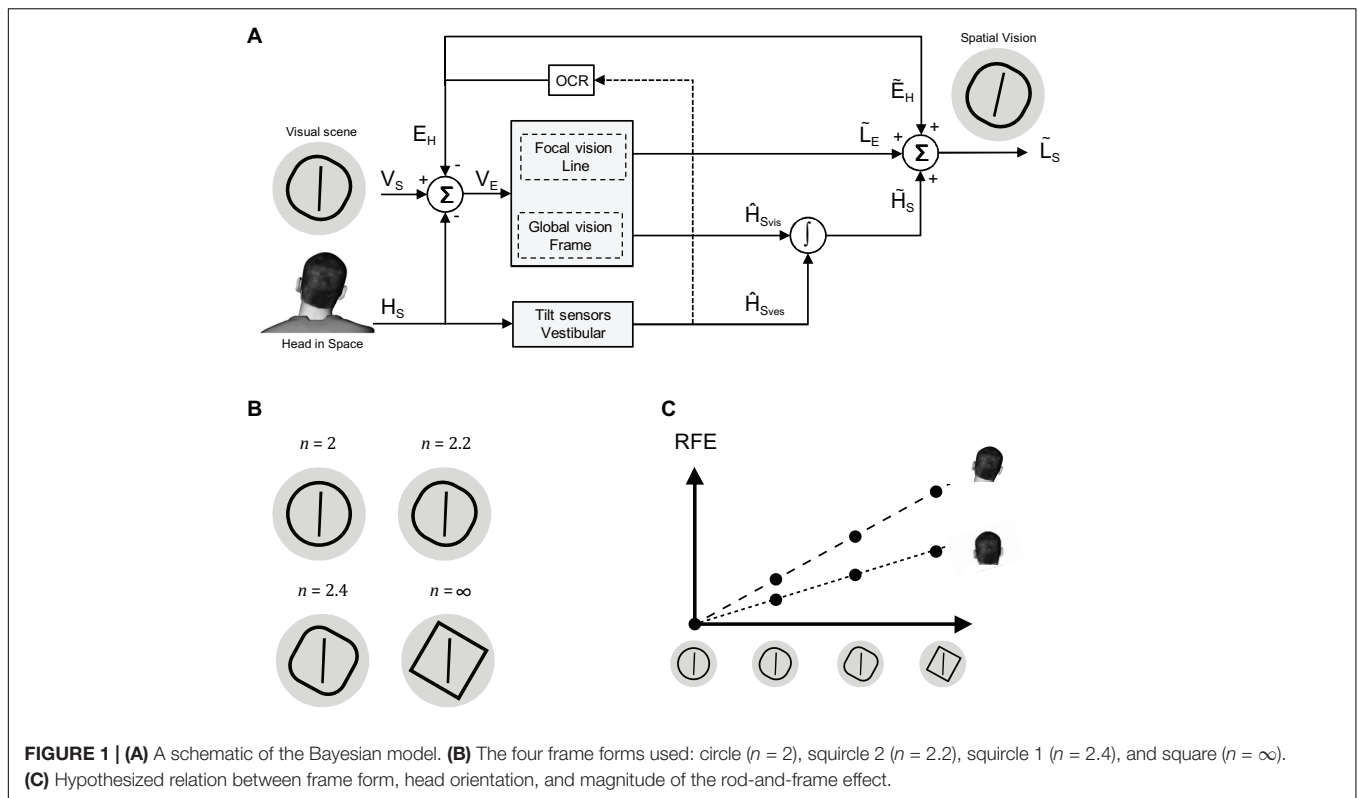 A
Spatial Vision
OCR
Ẽ_H
E_H
Visual scene
Focal vision
Line
L̃_E
+
+
Σ
L̃_S
-
V_S
+
Σ
V_E
-
+
H̃_S
Global vision
Frame
Ĥ_Svis
∫
H_S
Tilt sensors
Vestibular
Ĥ_Sves
Head in Space
B
n = 2
n = 2.2
n = 2.4
n = ∞
C
RFE
FIGURE 1 | (A) A schematic of the Bayesian model. (B) The four frame forms used: circle (n = 2), squircle 2 (n = 2.2), squircle 1 (n = 2.4), and square (n = ∞).
(C) Hypothesized relation between frame form, head orientation, and magnitude of the rod-and-frame effect.